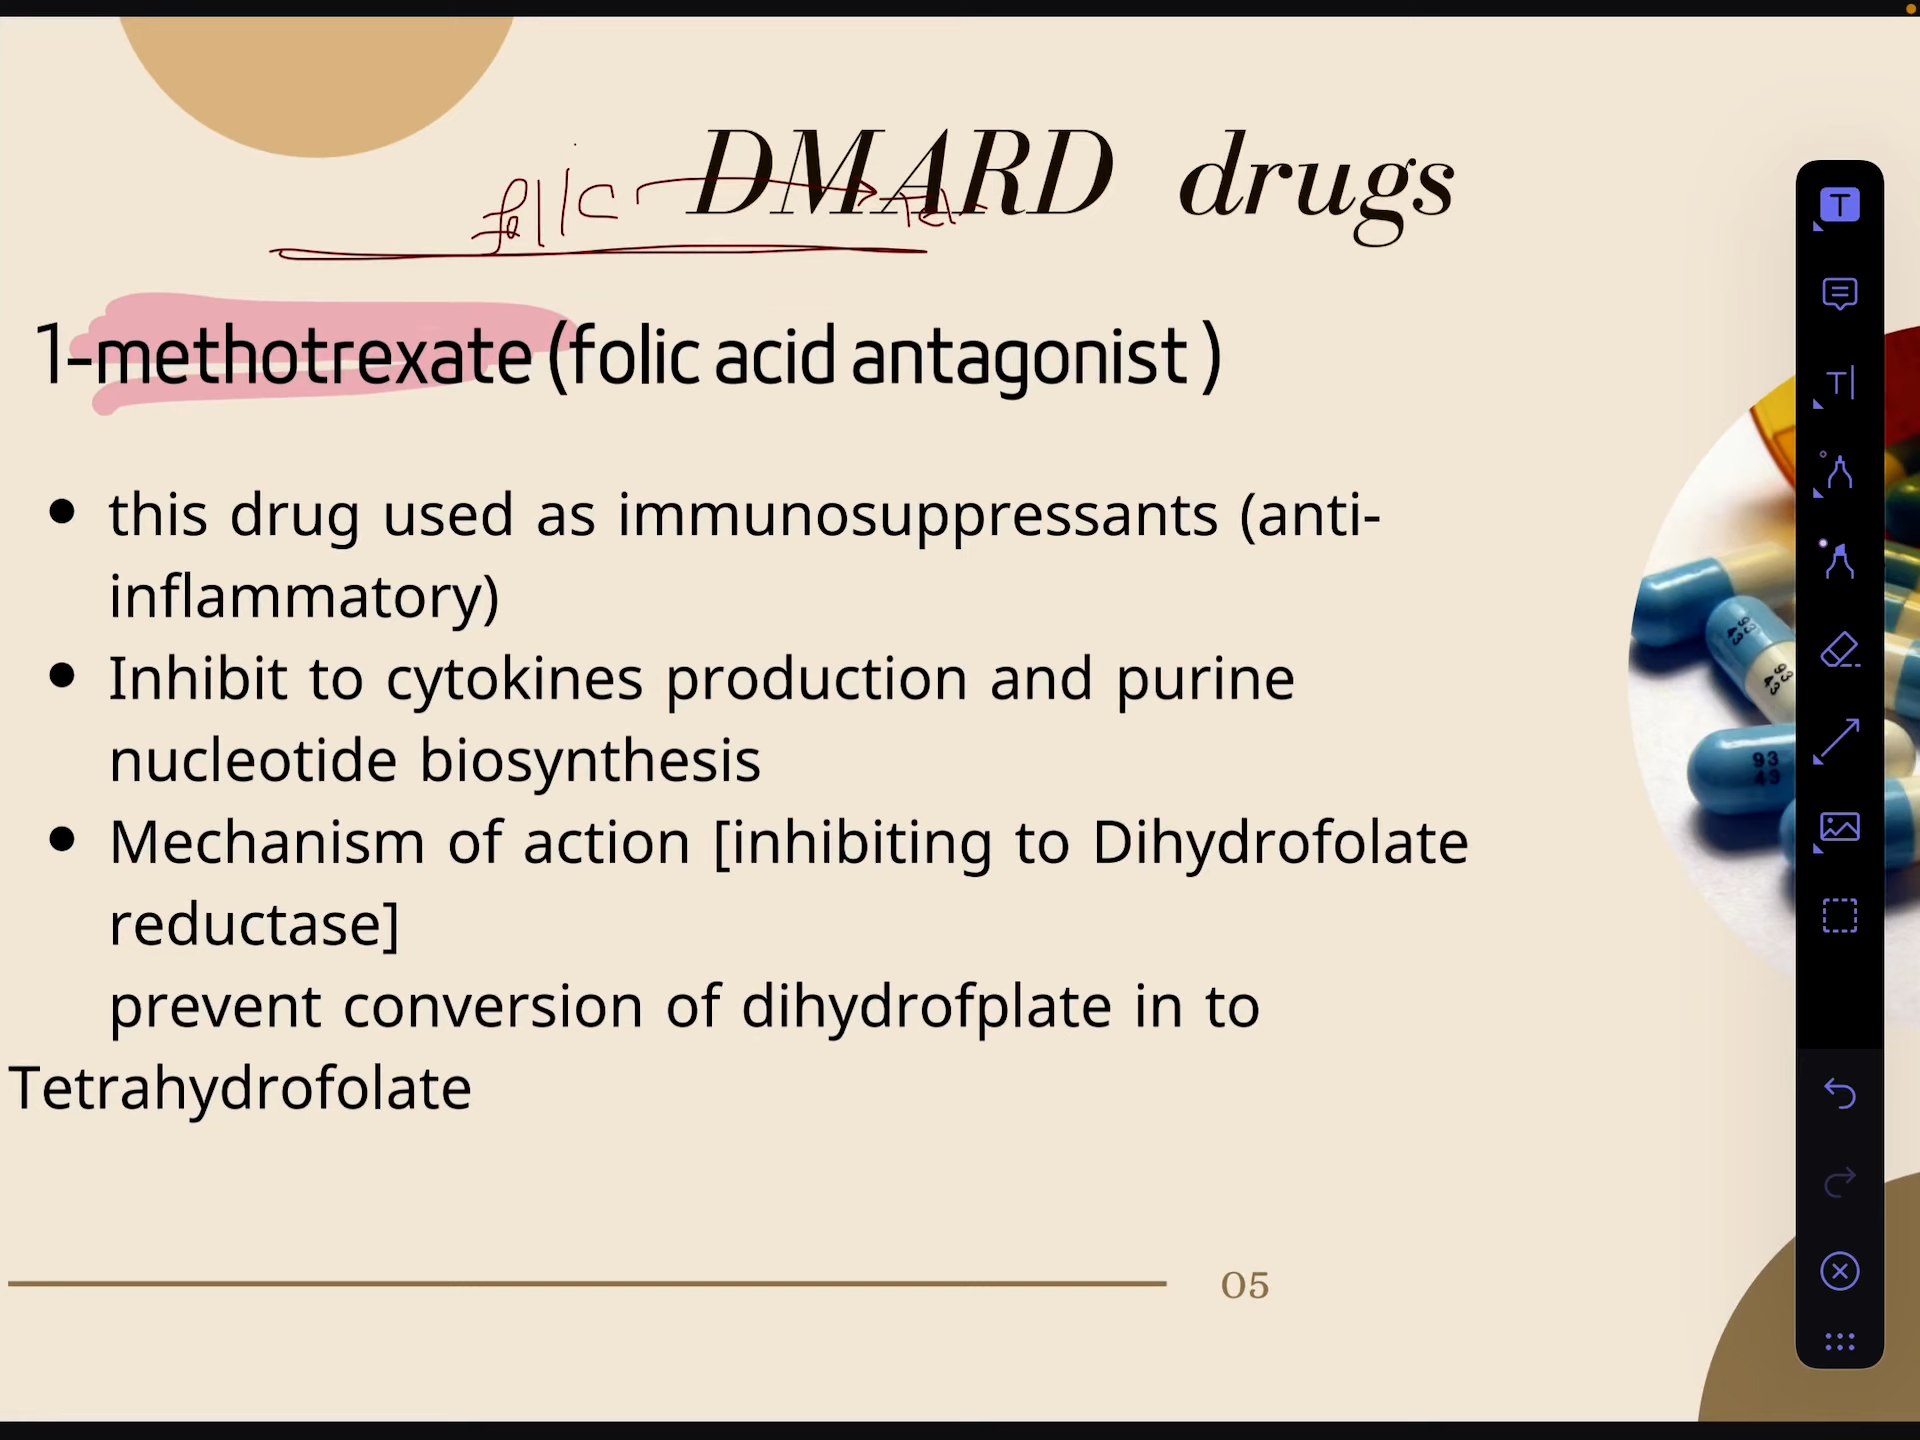 DMARD drugs
folic
1-methotrexate (folic acid antagonist )
• this drug used as immunosuppressants (anti-
inflammatory)
• Inhibit to cytokines production and purine
nucleotide biosynthesis
• Mechanism of action [inhibiting to Dihydrofolate
reductase]
prevent conversion of dihydrofplate in to
Tetrahydrofolate
05